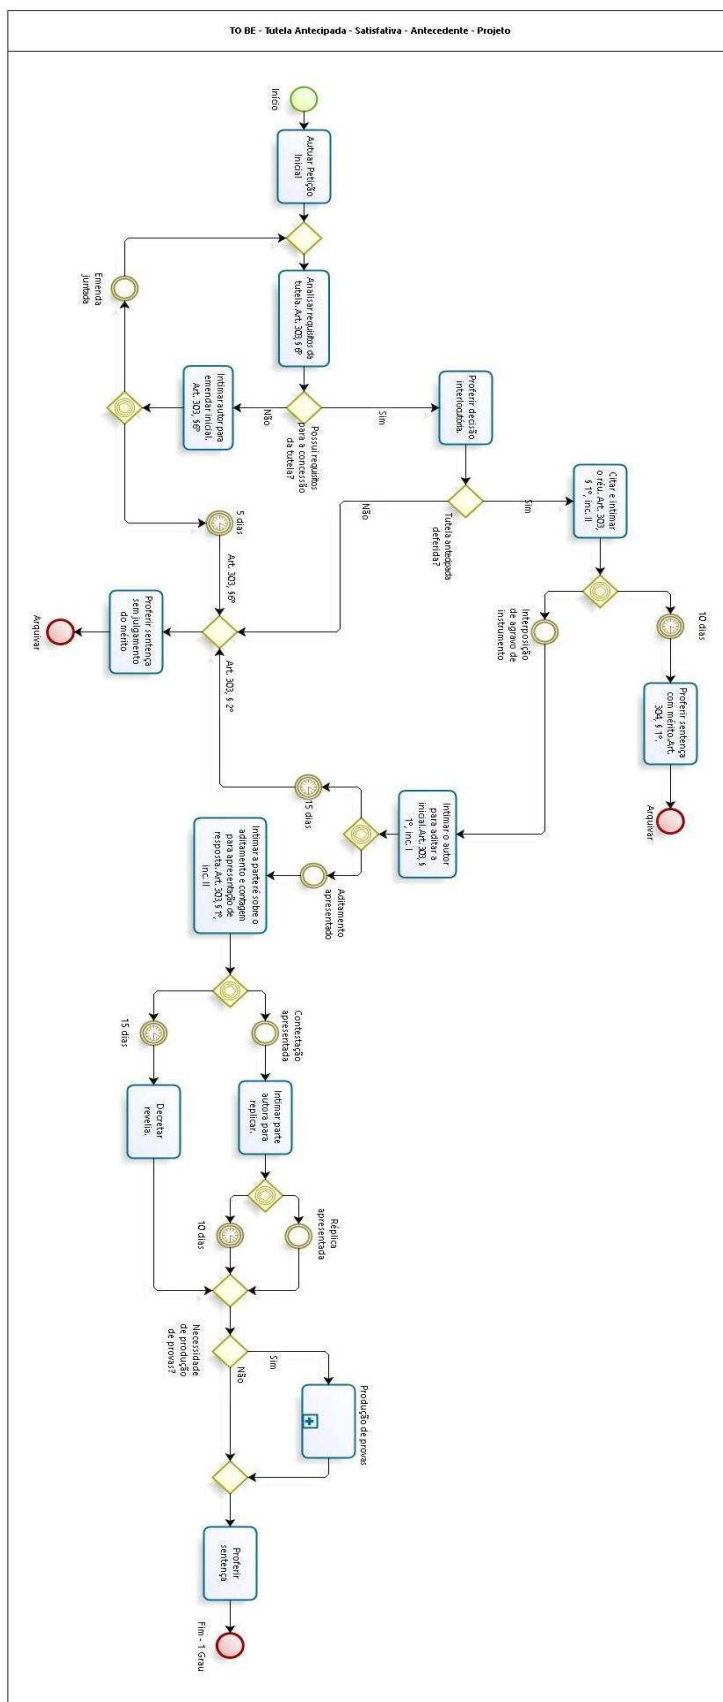 TO BE - Tutela Antecipada - Satisfativa - Antecedente - Projeto
Início
Autuar Petição
Inicial
Analisar requisitos da
tutela. Art. 303, § 6º
Possui requisitos
para a concessão
da tutela?
Sim
Não
Intimar autor para
emendar inicial.
Art. 303, §6º
Emenda
juntada
5 dias
Art. 303, §6º
Proferir decisão
interlocutória.
Tutela antecipada
deferida?
Sim
Não
Citar e intimar
o réu. Art. 303,
§ 1º, inc. II
10 dias
Proferir sentença
com mérito.Art.
304, § 1º.
Arquivar
Interposição
de agravo de
instrumento
Proferir sentença
sem julgamento
do mérito
Arquivar
Art. 303, § 2º
Intimar o autor
para aditar a
inicial.Art. 303, §
1º, inc. I
15 dias
Aditamento
apresentado
Intimar a parte ré sobre o
aditamento e contagem
para apresentação de
resposta. Art. 303, § 1º,
inc. II
Contestação
apresentada
15 dias
Intimar parte
autora para
replicar.
Decretar
revelia.
Réplica
apresentada
10 dias
Necessidade
de produção
de provas?
Sim
Não
Produção de provas
Proferir
sentença
Fim - 1 Grau